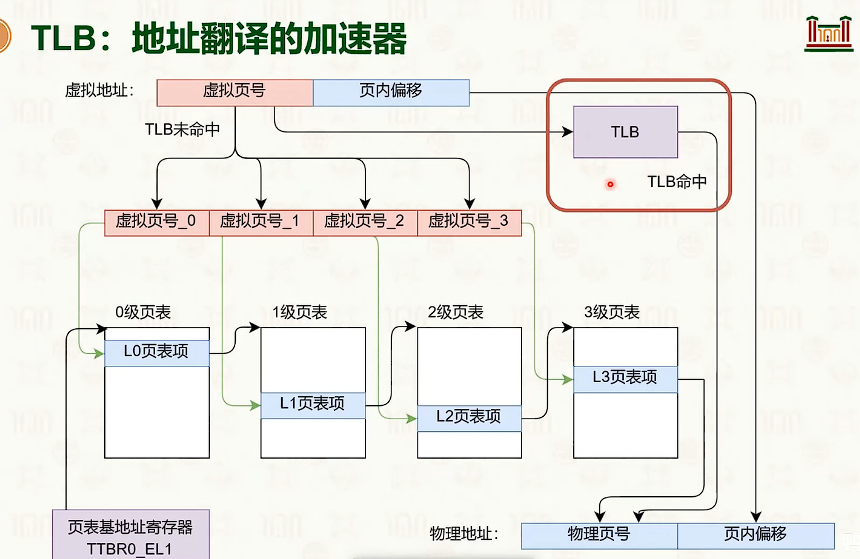 TLB：地址翻译的加速器
虚拟地址：
虚拟页号
页内偏移
TLB未命中
TLB
TLB命中
虚拟页号_0
虚拟页号_1
虚拟页号_2
虚拟页号_3
0级页表
1级页表
2级页表
3级页表
L0页表项
L1页表项
L2页表项
L3页表项
页表基地址寄存器
TTBR0_EL1
物理地址：
物理页号
页内偏移